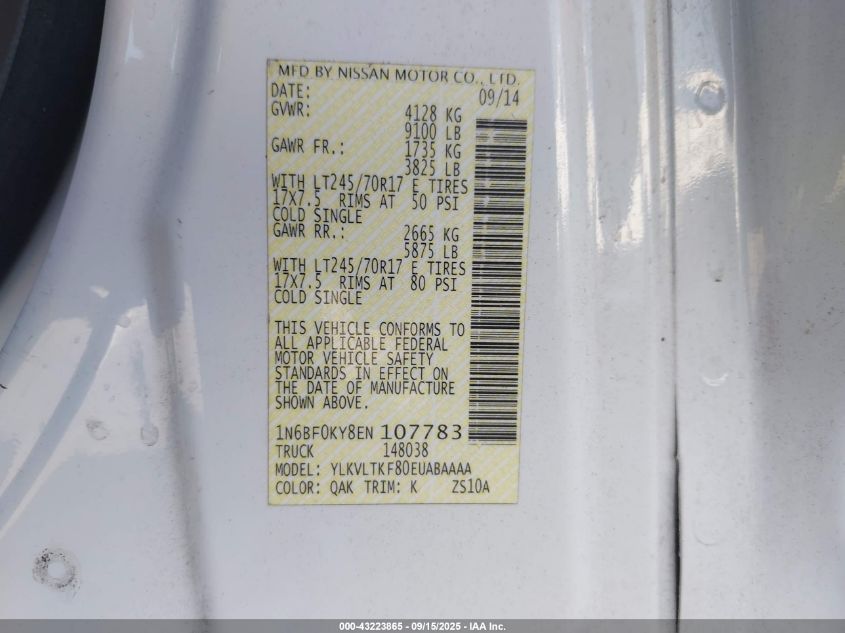 MFD BY NISSAN MOTOR CO., LTD.
DATE: 09/14
GVWR: 4128 KG
9100 LB
GAWR FR.: 1735 KG
3825 LB
WITH LT245/70R17 E TIRES
17X7.5 RIMS AT 50 PSI
COLD SINGLE
GAWR RR.: 2665 KG
5875 LB
WITH LT245/70R17 E TIRES
17X7.5 RIMS AT 80 PSI
COLD SINGLE
THIS VEHICLE CONFORMS TO
ALL APPLICABLE FEDERAL
MOTOR VEHICLE SAFETY
STANDARDS IN EFFECT ON
THE DATE OF MANUFACTURE
SHOWN ABOVE.
1N6BF0KY8EN 107783
TRUCK 148038
MODEL: YLKVLTKF80EUABAAAA
COLOR: QAK TRIM: K ZS10A
000-43223865 - 09/15/2025 - IAA Inc.